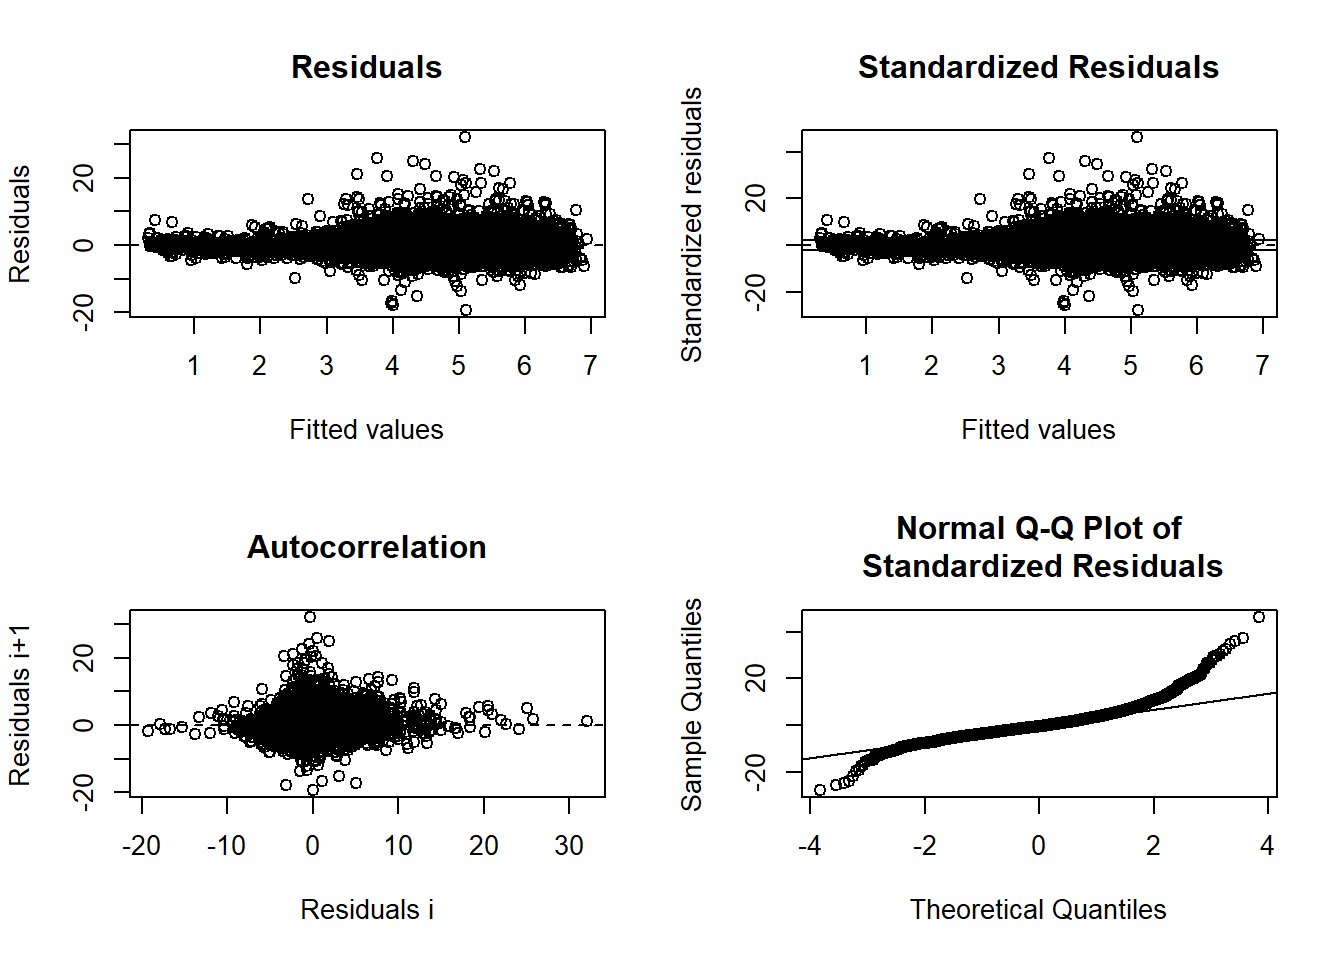 Residuals
Residuals
-20 0 20
1 2 3 4 5 6 7
Fitted values
Standardized Residuals
Standardized residuals
-20 20
1 2 3 4 5 6 7
Fitted values
Autocorrelation
Residuals i+1
-20 0 20
-20 -10 0 10 20 30
Residuals i
Normal Q-Q Plot of
Standardized Residuals
Sample Quantiles
-20 20
-4 -2 0 2 4
Theoretical Quantiles